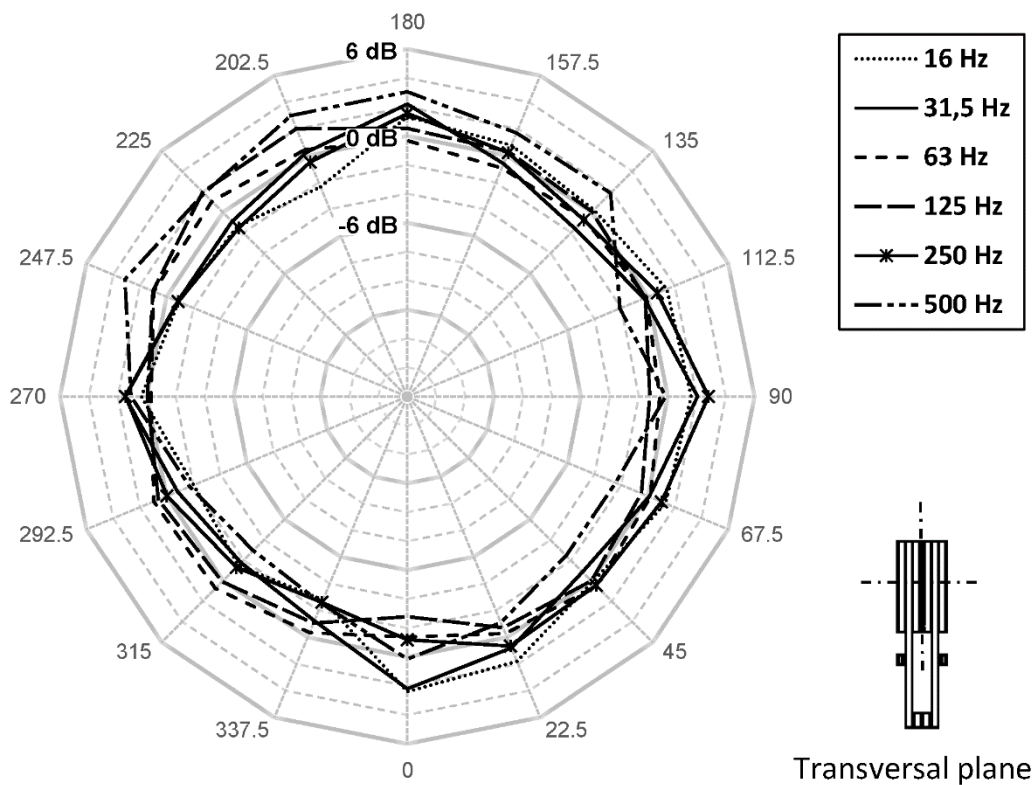 180
6 dB
202.5
157.5
0 dB
225
135
-6 dB
247.5
112.5
270
90
292.5
67.5
315
45
337.5
22.5
0
16 Hz
31,5 Hz
63 Hz
125 Hz
250 Hz
500 Hz
Transversal plane